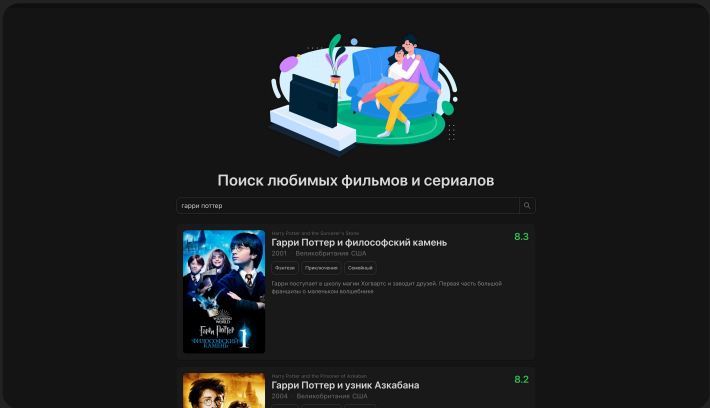 Поиск любимых фильмов и сериалов
гарри поттер
Harry Potter and the Sorcerer's Stone
Гарри Поттер и философский камень
8.3
2001 Великобритания США
Фэнтези Приключения Семейный
Гарри поступает в школу магии Хогвартс и заводит друзей. Первая часть большой
франшизы о маленьком волшебнике
WORLD
Гарри Поттер
ФИЛОСОФСКИЙ
КАМЕНЬ
1
Harry Potter and the Prisoner of Azkaban
Гарри Поттер и узник Азкабана
8.2
2004 Великобритания США